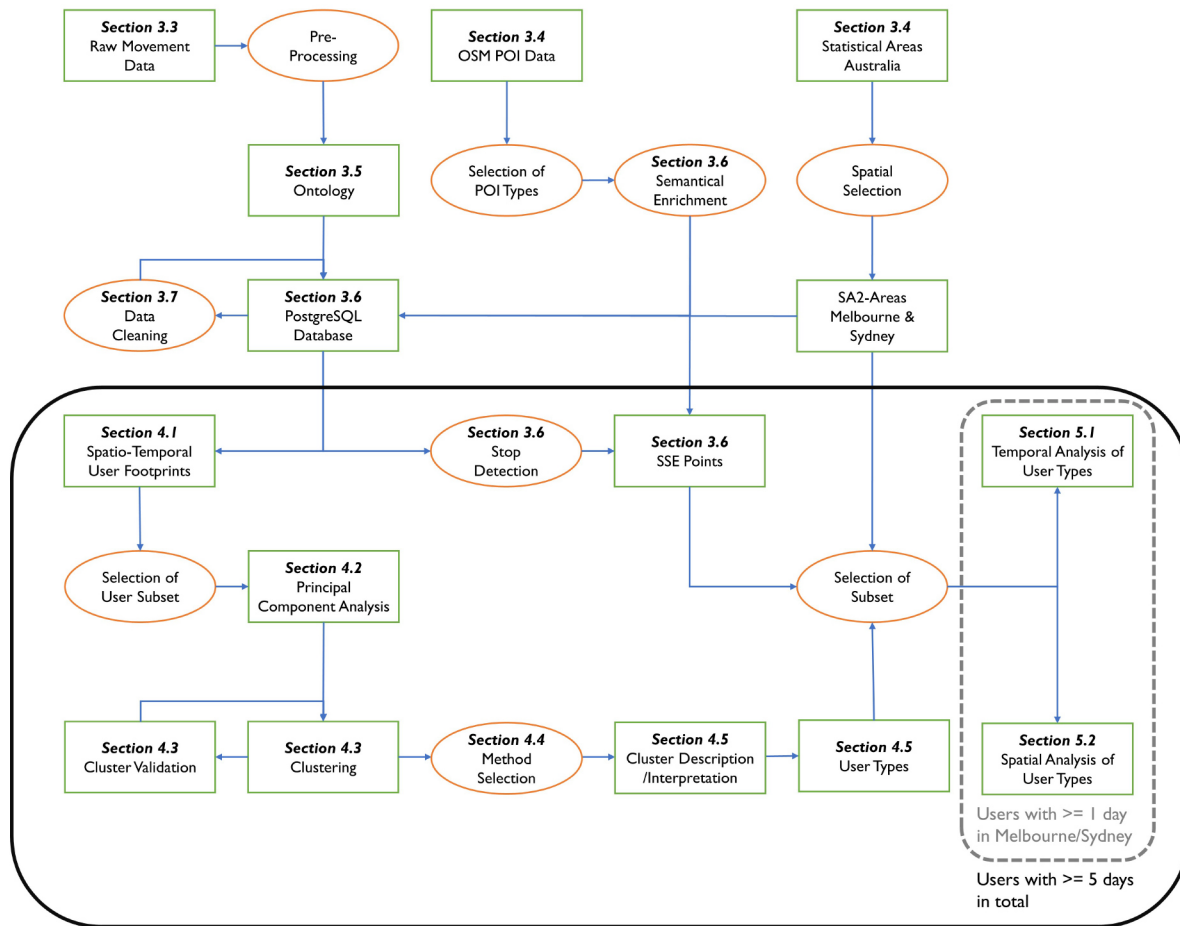 Section 3.3
Raw Movement
Data
Pre-
Processing
Section 3.4
OSM POI Data
Section 3.4
Statistical Areas
Australia
Section 3.5
Ontology
Selection of
POI Types
Section 3.6
Semantical
Enrichment
Spatial
Selection
Section 3.7
Data
Cleaning
Section 3.6
PostgreSQL
Database
SA2-Areas
Melbourne &
Sydney
Section 4.1
Spatio-Temporal
User Footprints
Section 3.6
Stop
Detection
Section 3.6
SSE Points
Section 5.1
Temporal Analysis of
User Types
Selection of
User Subset
Section 4.2
Principal
Component Analysis
Selection of
Subset
Section 4.3
Cluster Validation
Section 4.3
Clustering
Section 4.4
Method
Selection
Section 4.5
Cluster Description
/Interpretation
Section 4.5
User Types
Section 5.2
Spatial Analysis of
User Types
Users with >= 1 day
in Melbourne/Sydney
Users with >= 5 days
in total